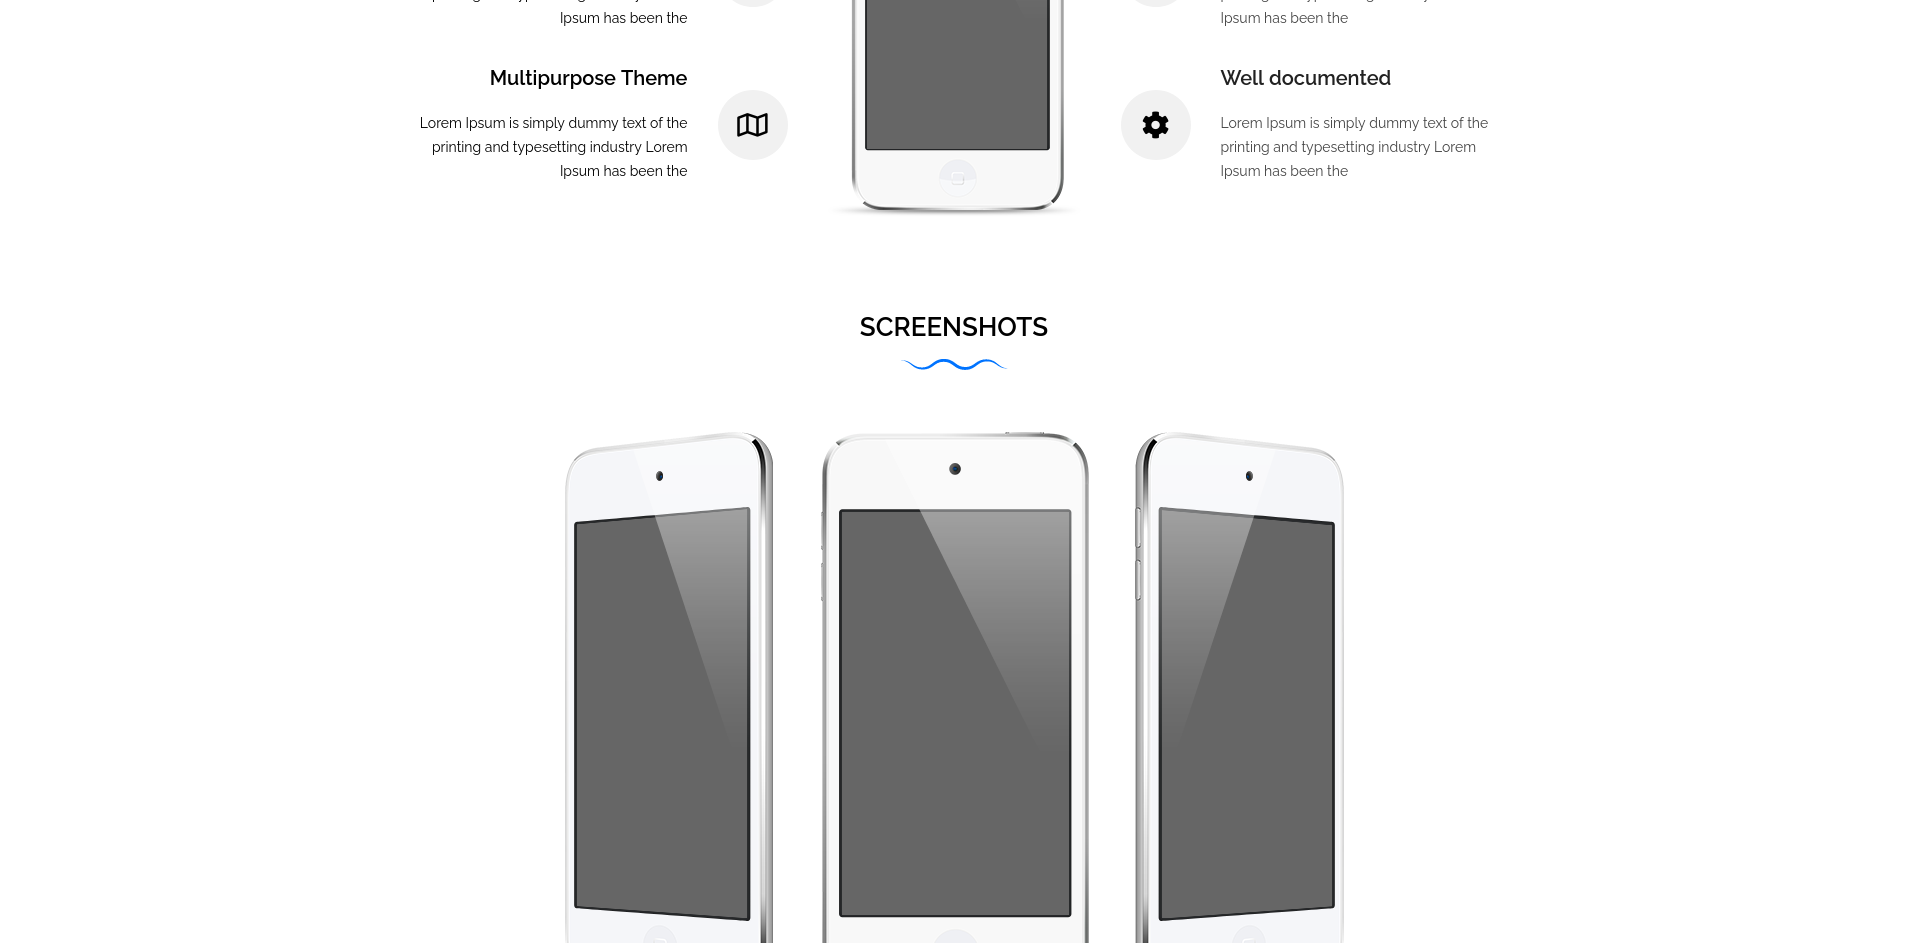 Ipsum has been the
Multipurpose Theme
Lorem Ipsum is simply dummy text of the
printing and typesetting industry Lorem
Ipsum has been the
Ipsum has been the
Well documented
Lorem Ipsum is simply dummy text of the
printing and typesetting industry Lorem
Ipsum has been the
SCREENSHOTS